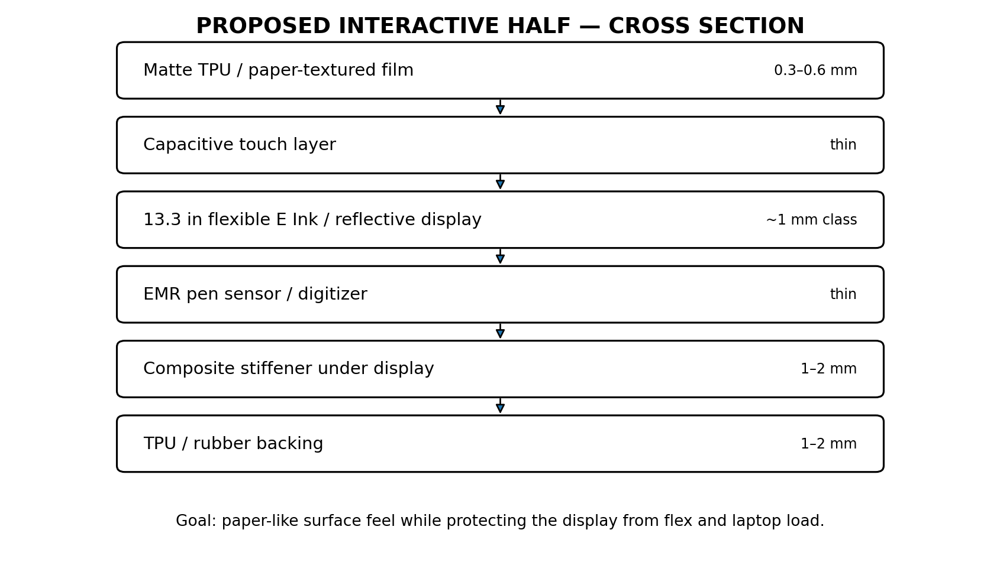 PROPOSED INTERACTIVE HALF — CROSS SECTION
Matte TPU / paper-textured film 0.3–0.6 mm
Capacitive touch layer thin
13.3 in flexible E Ink / reflective display ~1 mm class
EMR pen sensor / digitizer thin
Composite stiffener under display 1–2 mm
TPU / rubber backing 1–2 mm
Goal: paper-like surface feel while protecting the display from flex and laptop load.